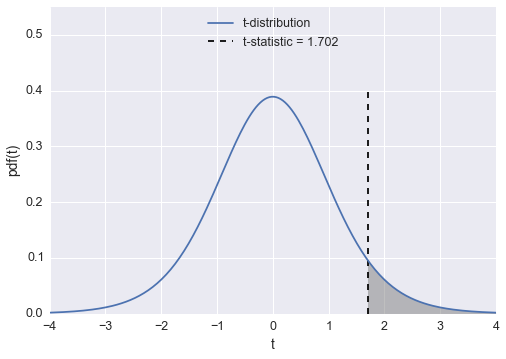 t-distribution
t-statistic = 1.702
pdf(t)
0.5
0.4
0.3
0.2
0.1
0.0
−4 −3 −2 −1 0 1 2 3 4
t